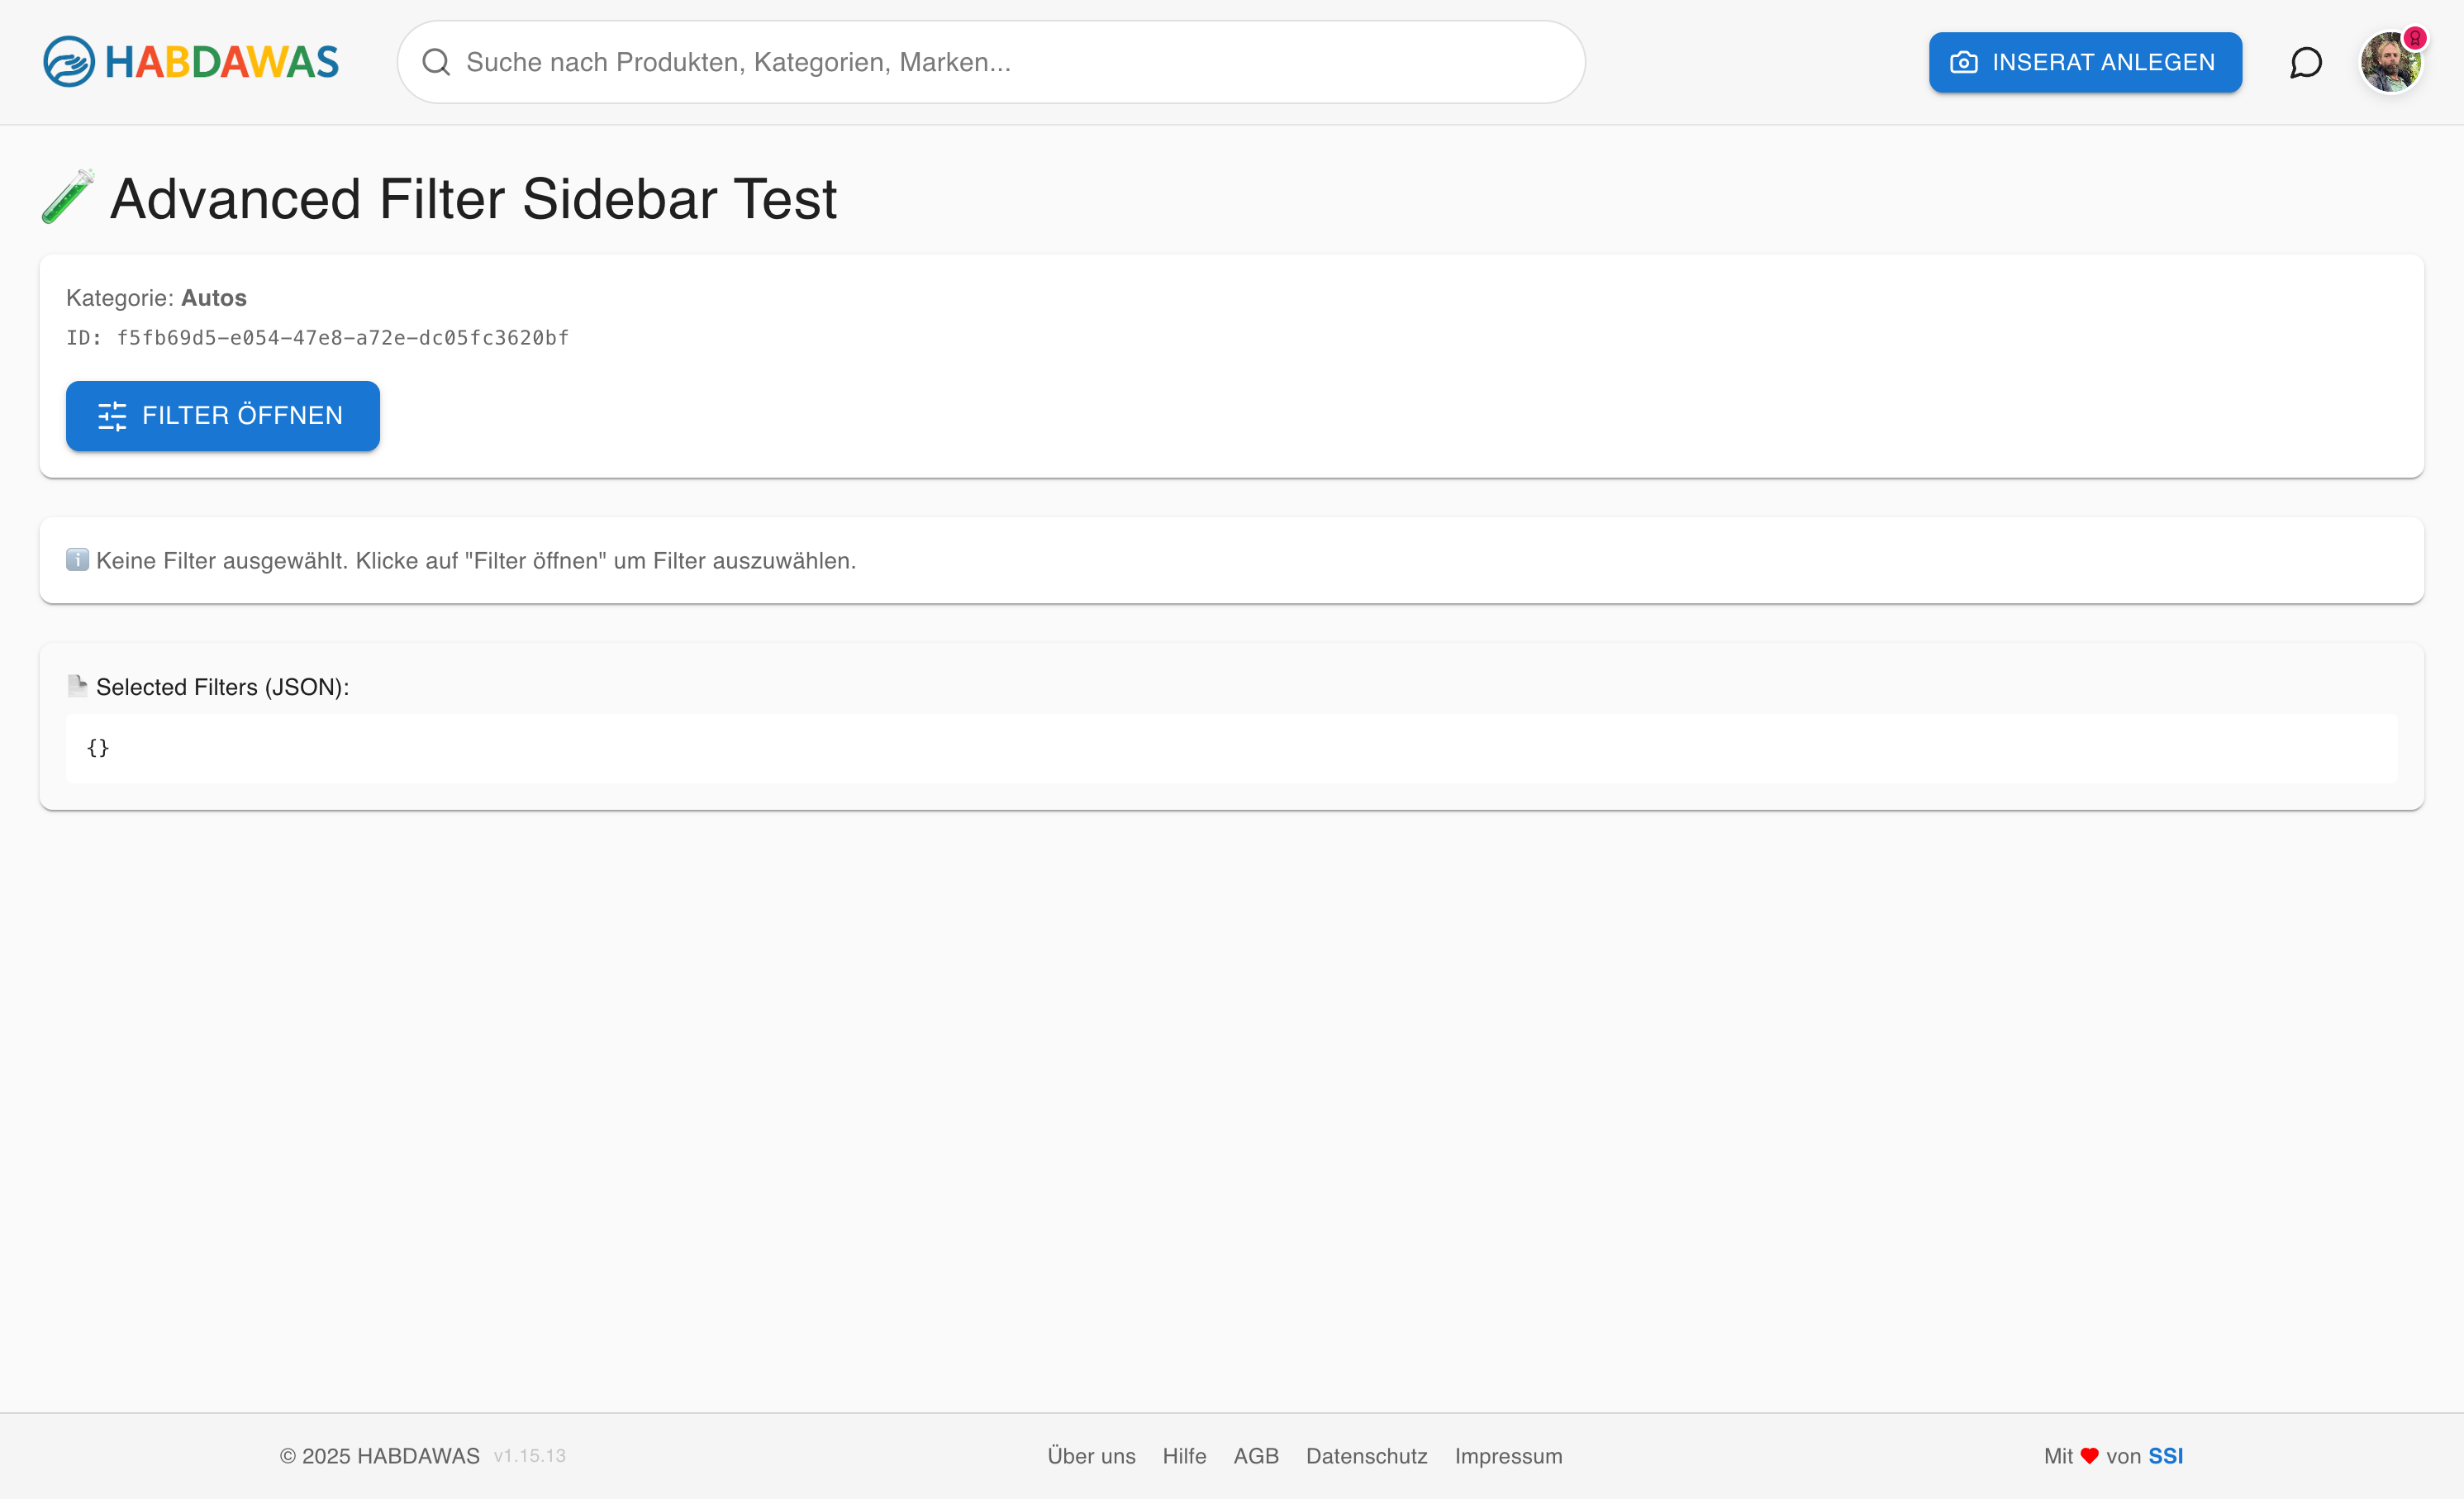 HABDAWAS
Suche nach Produkten, Kategorien, Marken...
INSERAT ANLEGEN
Advanced Filter Sidebar Test
Kategorie: Autos
ID: f5fb69d5-e054-47e8-a72e-dc05fc3620bf
FILTER ÖFFNEN
Keine Filter ausgewählt. Klicke auf "Filter öffnen" um Filter auszuwählen.
Selected Filters (JSON):
{}
© 2025 HABDAWAS v1.15.13
Über uns Hilfe AGB Datenschutz Impressum
Mit ❤️ von SSI